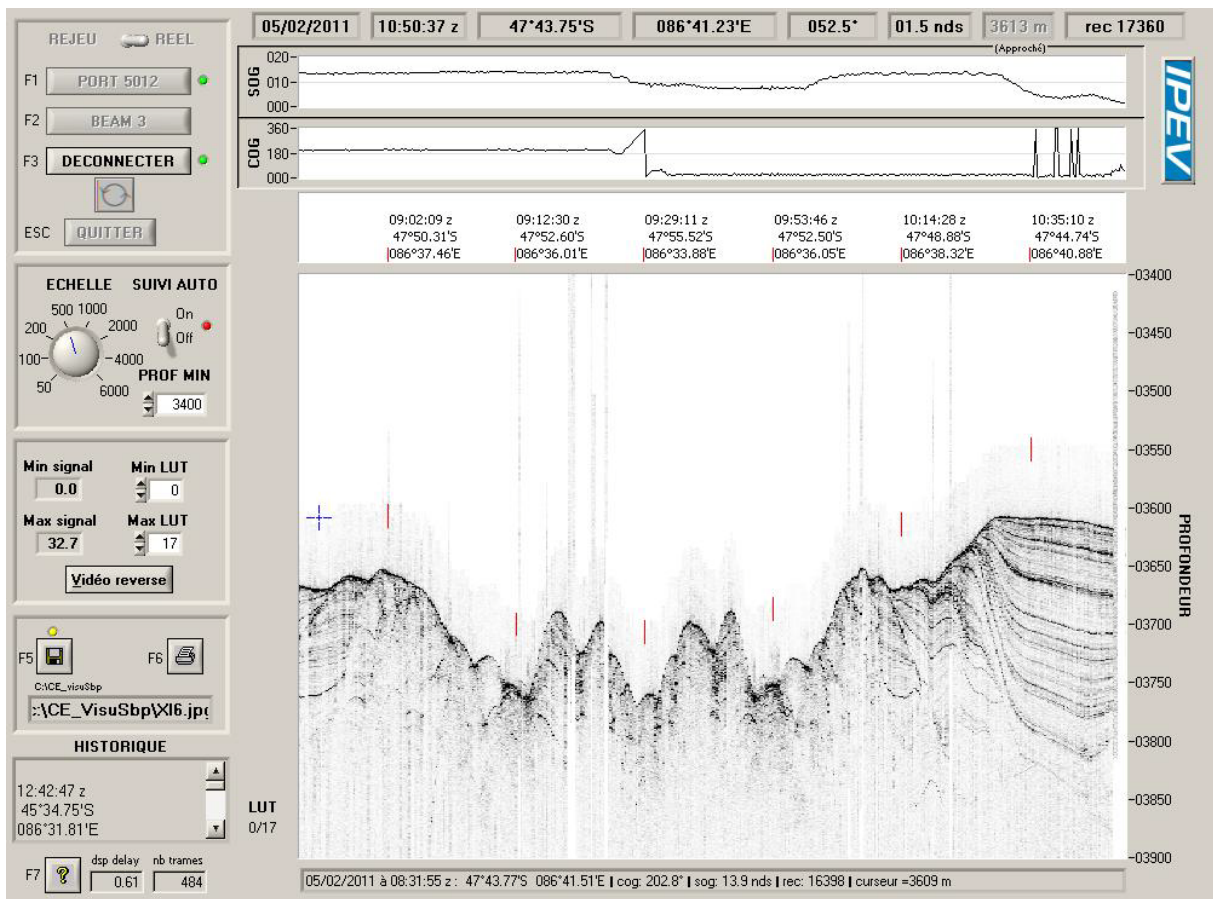 05/02/2011 10:50:37 z 47°43.75'S 086°41.23'E 052.5° 01.5 nds 3613 m rec 17360
(Approché)
REJEU REEL
F1 PORT 5012
F2 BEAM 3
F3 DECONNECTER
ESC QUITTER
SOG
020
010
000
COG
360
180
000
IPEV
09:02:09 z 09:12:30 z 09:29:11 z 09:53:46 z 10:14:28 z 10:35:10 z
47°50.31'S 47°52.60'S 47°55.52'S 47°52.50'S 47°48.88'S 47°44.74'S
086°37.46'E 086°36.01'E 086°33.88'E 086°36.05'E 086°38.32'E 086°40.88'E
ECHELLE SUIVI AUTO
500 1000
200 2000
100 4000
50 6000
On
Off
PROF MIN
3400
Min signal Min LUT
0.0 0
Max signal Max LUT
32.7 17
Vidéo reverse
F5 F6
C:\CE_visuSbp
:\CE_VisuSbp\XI6.jpg
HISTORIQUE
12:42:47 z
45°34.75'S
086°31.81'E
F7 ?
dsp delay nb trames
0.61 484
LUT
0/17
-03400
-03450
-03500
-03550
-03600
-03650
-03700
-03750
-03800
-03850
-03900
PROFONDEUR
05/02/2011 à 08:31:55 z : 47°43.77'S 086°41.51'E | cog: 202.8° | sog: 13.9 nds | rec: 16398 | curseur =3609 m